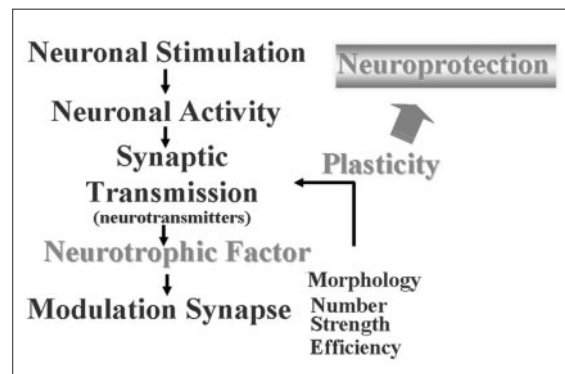 Neuronal Stimulation
Neuronal Activity
Synaptic
Transmission
(neurotransmitters)
Neurotrophic Factor
Modulation Synapse
Neuroprotection
Plasticity
Morphology
Number
Strength
Efficiency